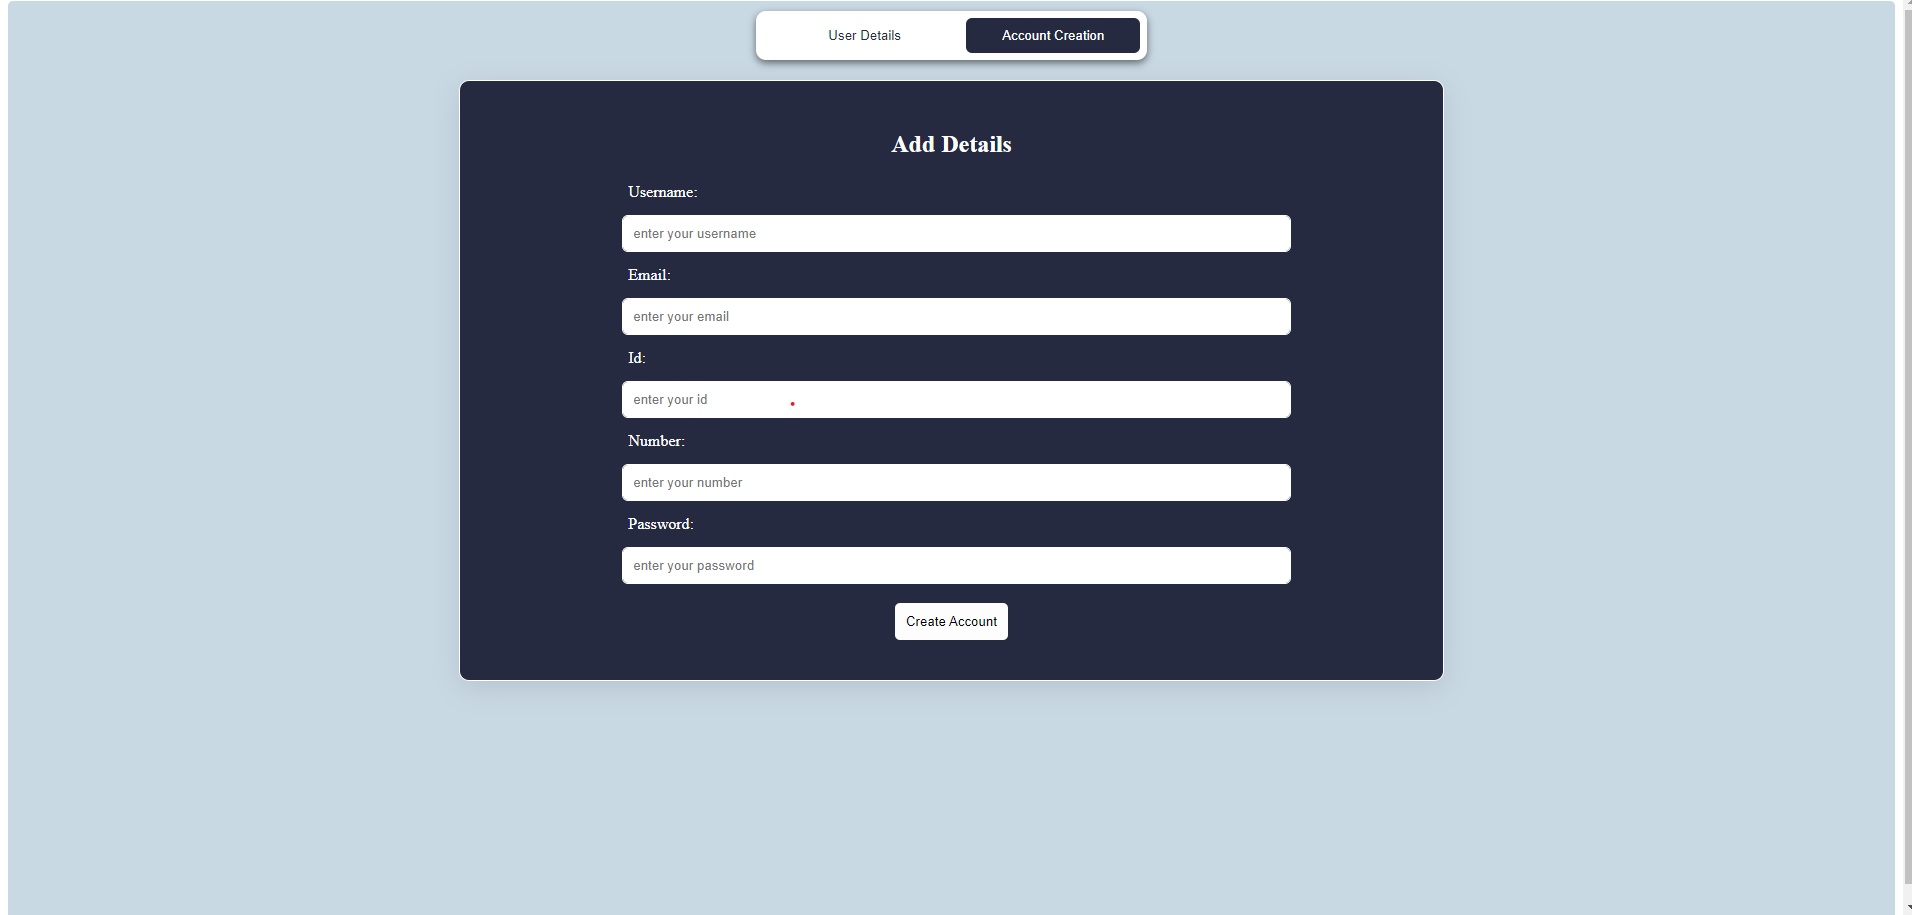 User Details
Account Creation
Add Details
Username:
enter your username
Email:
enter your email
Id:
enter your id
Number:
enter your number
Password:
enter your password
Create Account